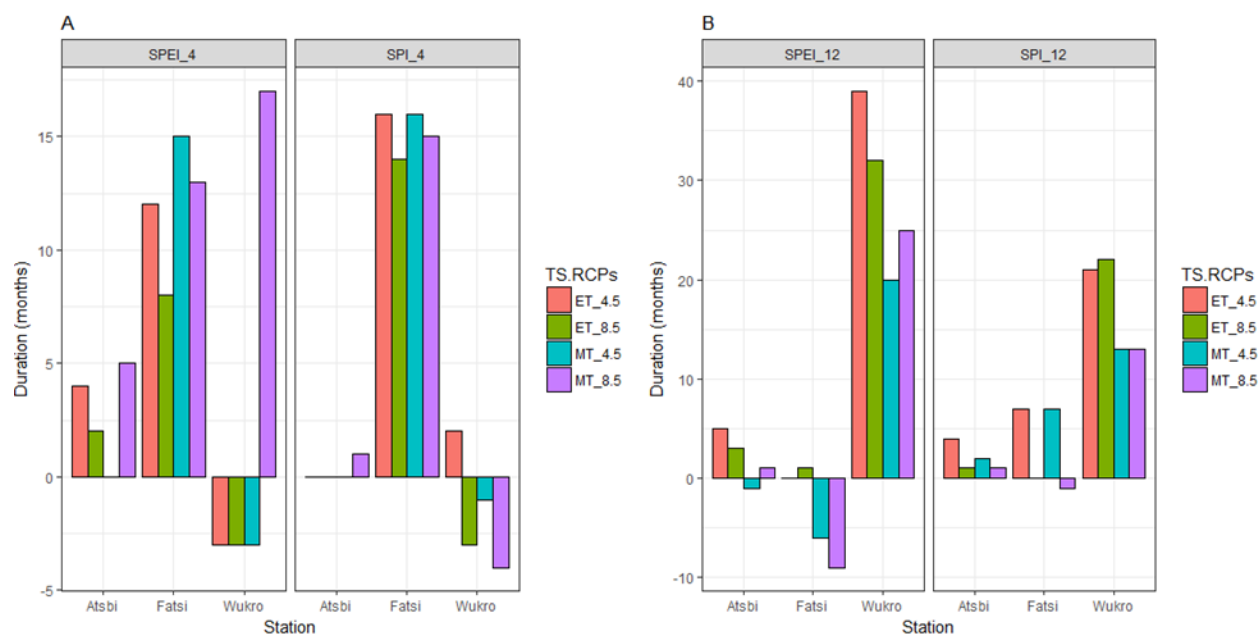 A
SPEI_4
SPI_4
15
10
5
0
-5
Duration (months)
Atsbi
Fatsi
Wukro
Atsbi
Fatsi
Wukro
Station
TS.RCPs
ET_4.5
ET_8.5
MT_4.5
MT_8.5
B
SPEI_12
SPI_12
40
30
20
10
0
-10
Duration (months)
Atsbi
Fatsi
Wukro
Atsbi
Fatsi
Wukro
Station
TS.RCPs
ET_4.5
ET_8.5
MT_4.5
MT_8.5